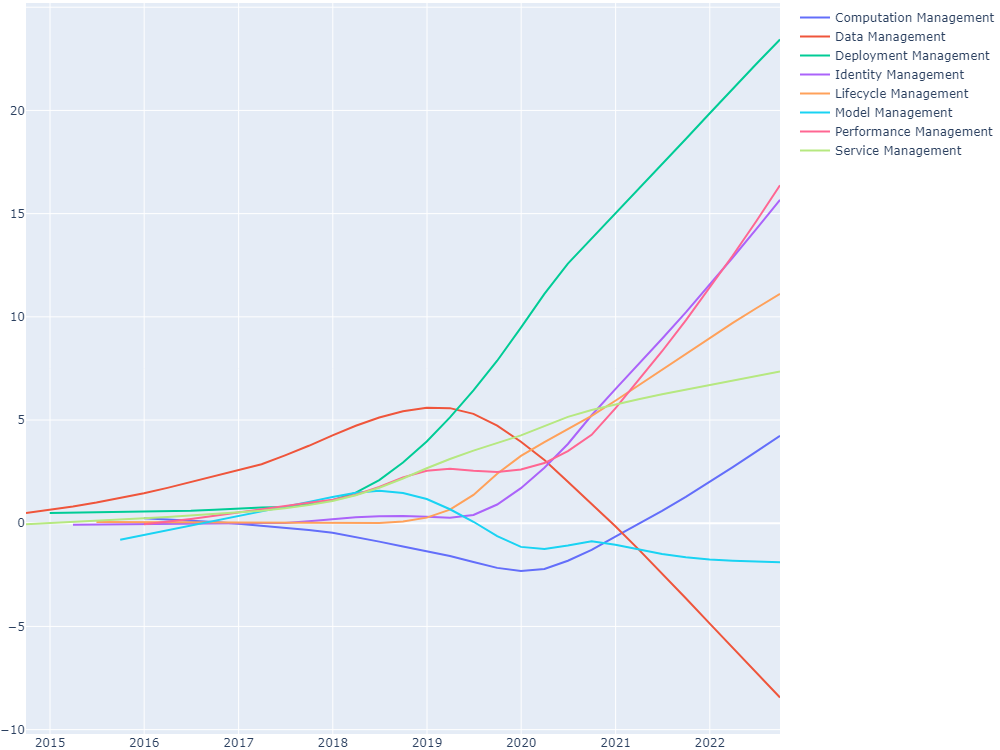 Computation Management
Data Management
Deployment Management
Identity Management
Lifecycle Management
Model Management
Performance Management
Service Management
20
15
10
5
0
−5
−10
2015 2016 2017 2018 2019 2020 2021 2022